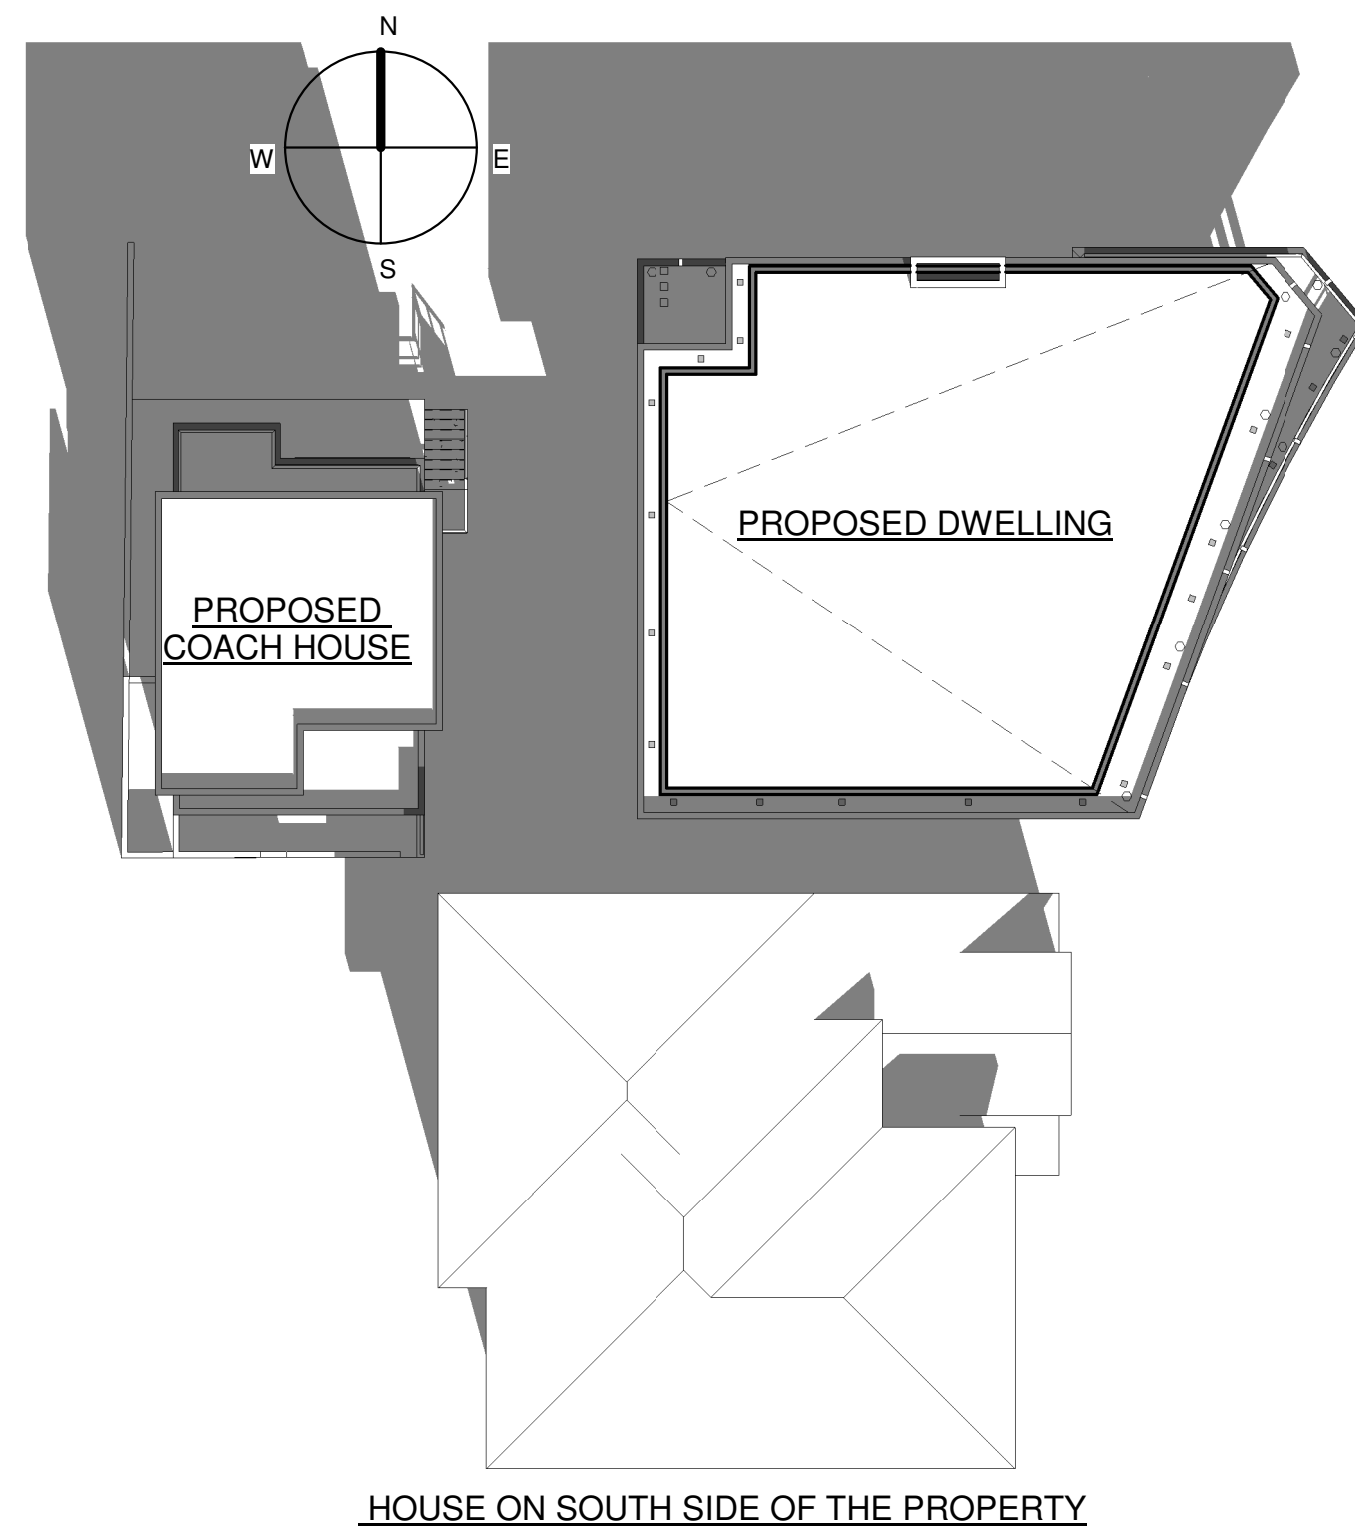 N
W
E
S
PROPOSED DWELLING
PROPOSED
COACH HOUSE
HOUSE ON SOUTH SIDE OF THE PROPERTY